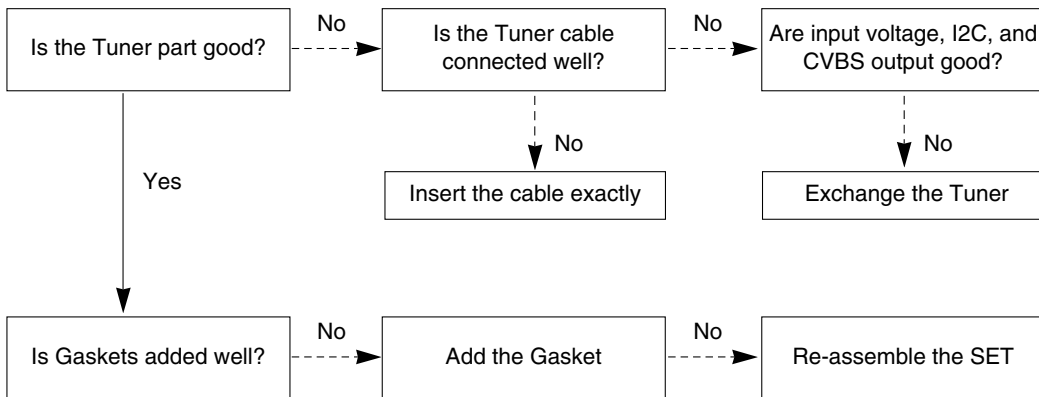 Is the Tuner part good?
No
Is the Tuner cable
connected well?
No
Are input voltage, I2C, and
CVBS output good?
Yes
No
No
Insert the cable exactly
Exchange the Tuner
Is Gaskets added well?
No
Add the Gasket
No
Re-assemble the SET